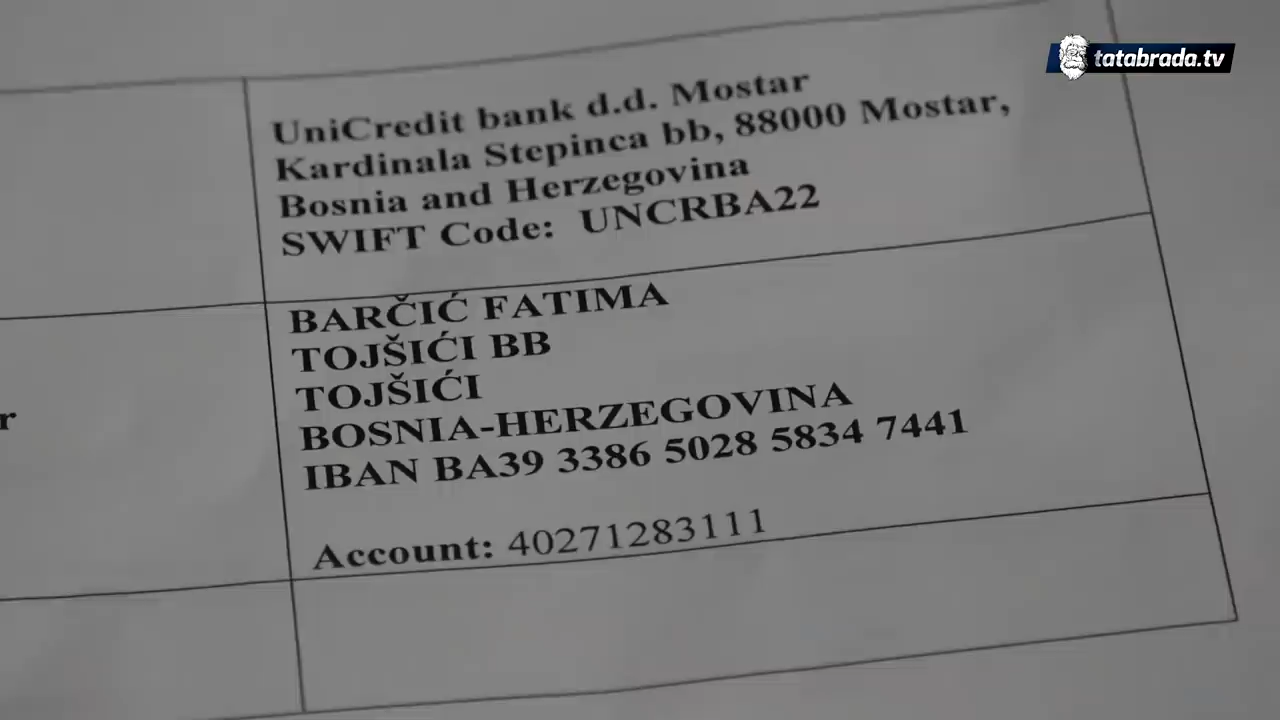 tatabrada.tv
UniCredit bank d.d. Mostar
Kardinala Stepinca bb, 88000 Mostar,
Bosnia and Herzegovina
SWIFT Code: UNCRBA22
BARČIĆ FATIMA
TOJŠIĆI BB
TOJŠIĆI
BOSNIA-HERZEGOVINA
r
IBAN BA39 3386 5028 5834 7441
Account: 40271283111